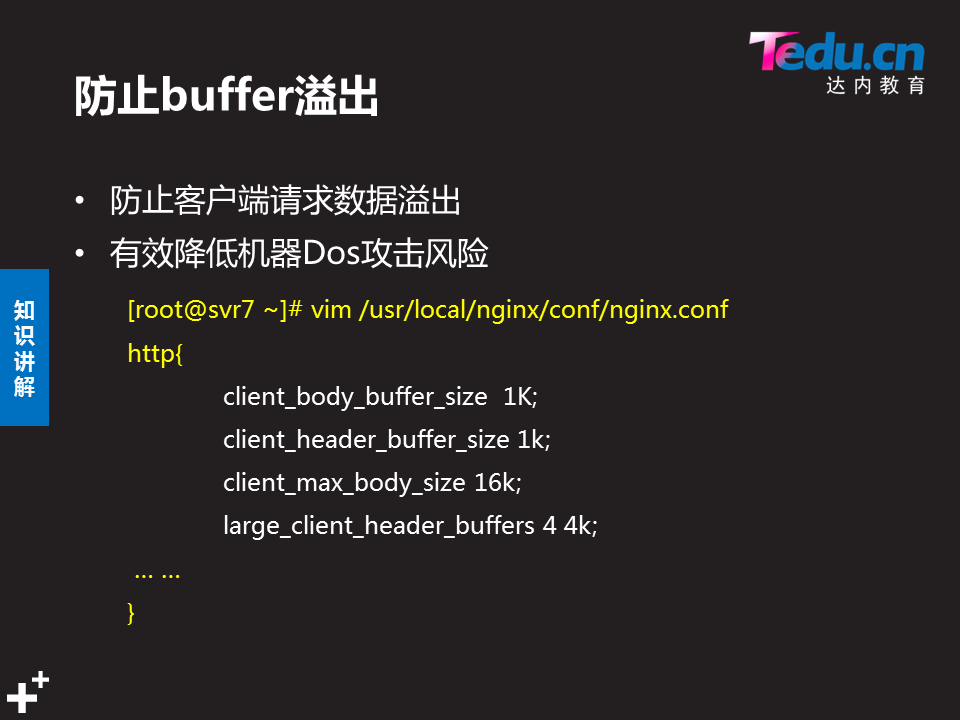 Tedu.cn
达内教育
防止buffer溢出
• 防止客户端请求数据溢出
• 有效降低机器Dos攻击风险
知识讲解
[root@svr7 ~]# vim /usr/local/nginx/conf/nginx.conf
http{
client_body_buffer_size  1K;
client_header_buffer_size 1k;
client_max_body_size 16k;
large_client_header_buffers 4 4k;
… …
}